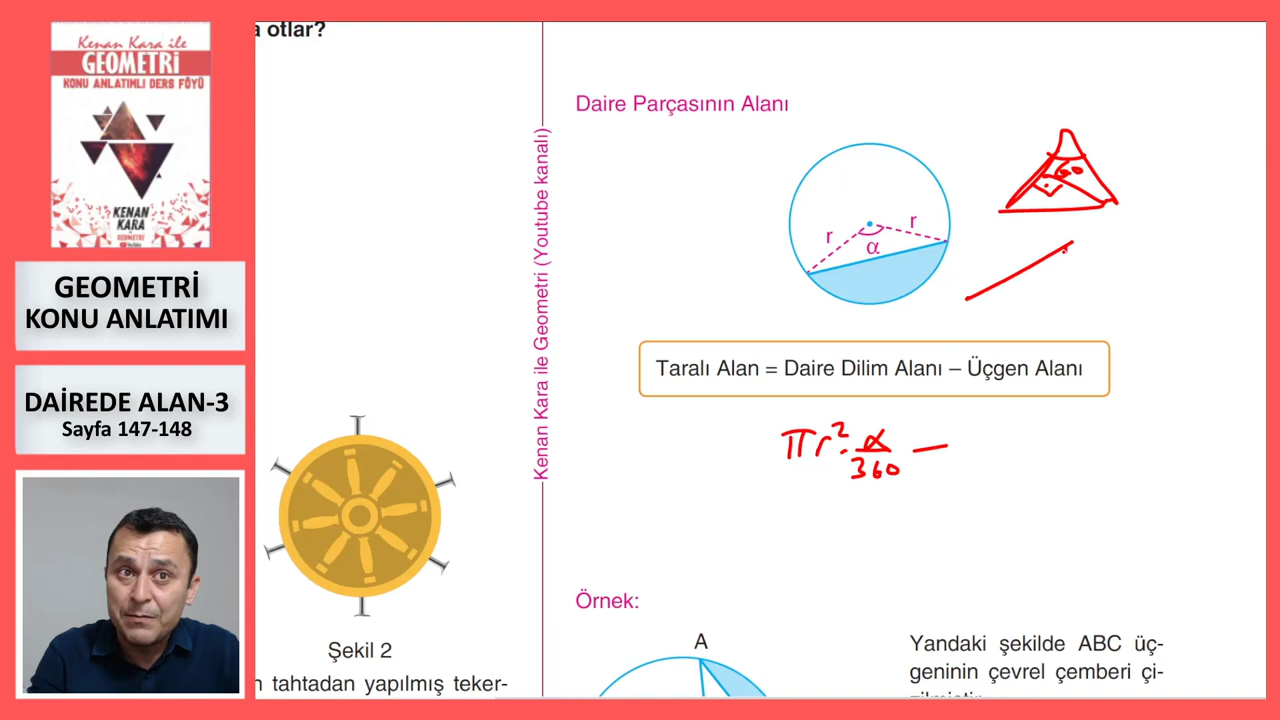 Kenan Kara ile
GEOMETRİ
KONU ANLATIMLI DERS FÖYÜ
KENAN
KARA
GEOMETRİ
KONU ANLATIMI
DAİREDE ALAN-3
Sayfa 147-148
a otlar?
Şekil 2
n tahtadan yapılmış teker-
Kenan Kara ile Geometri (Youtube kanalı)
Daire Parçasının Alanı
r
r
α
60
Taralı Alan = Daire Dilim Alanı – Üçgen Alanı
πr². α/360 —
Örnek:
A
Yandaki şekilde ABC üç-
geninin çevrel çemberi çi-